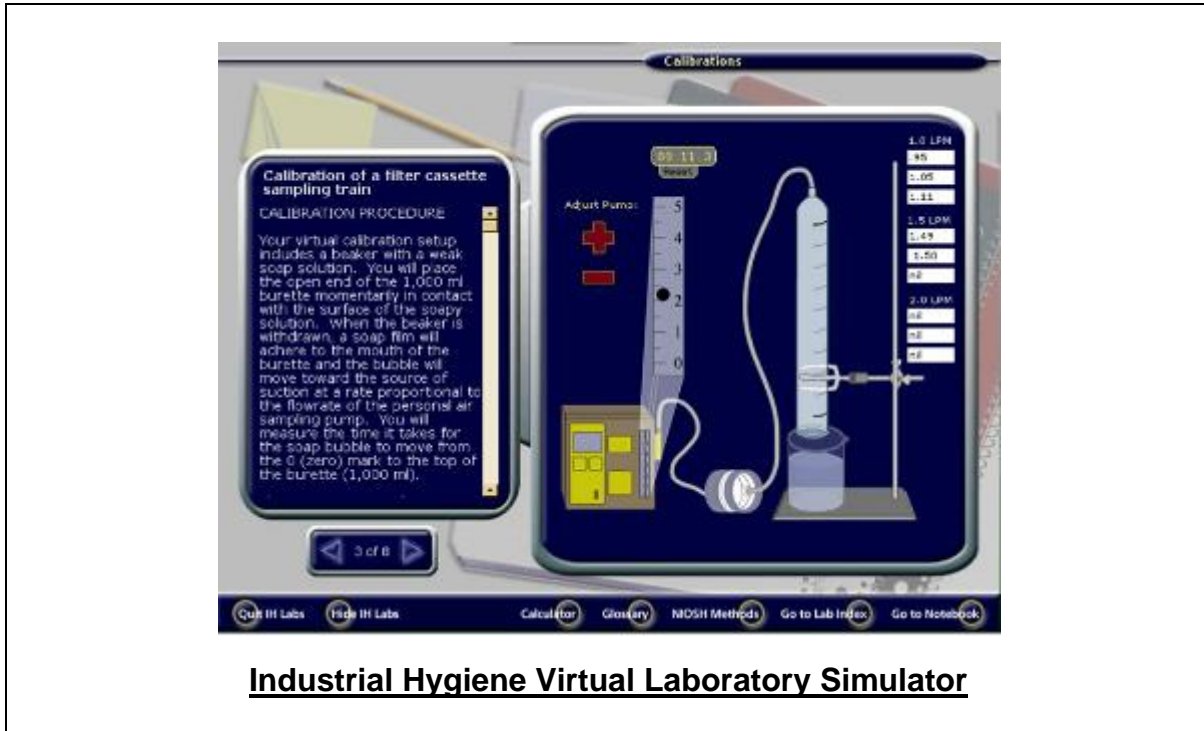 Calibrations
Calibration of a filter cassette
sampling train
CALIBRATION PROCEDURE
Your virtual calibration setup
includes a beaker with a weak
soap solution. You will place
the open end of the 1,000 ml
burette momentarily in contact
with the surface of the soapy
solution. When the beaker is
withdrawn, a soap film will
adhere to the mouth of the
burette and the bubble will
move toward the source of
suction at a rate proportional to
the flowrate of the personal air
sampling pump. You will
measure the time it takes for
the soap bubble to move from
the 0 (zero) mark to the top of
the burette (1,000 ml).
3 of 8
Reset
Adjust Pump:
5
4
3
2
1
0
1.0 LPM
.95
1.05
1.11
1.5 LPM
1.49
nil
2.0 LPM
nil
nil
nil
Quit IH Labs
Hide IH Labs
Calculator
Glossary
NIOSH Methods
Go to Lab Index
Go to Notebook
Industrial Hygiene Virtual Laboratory Simulator